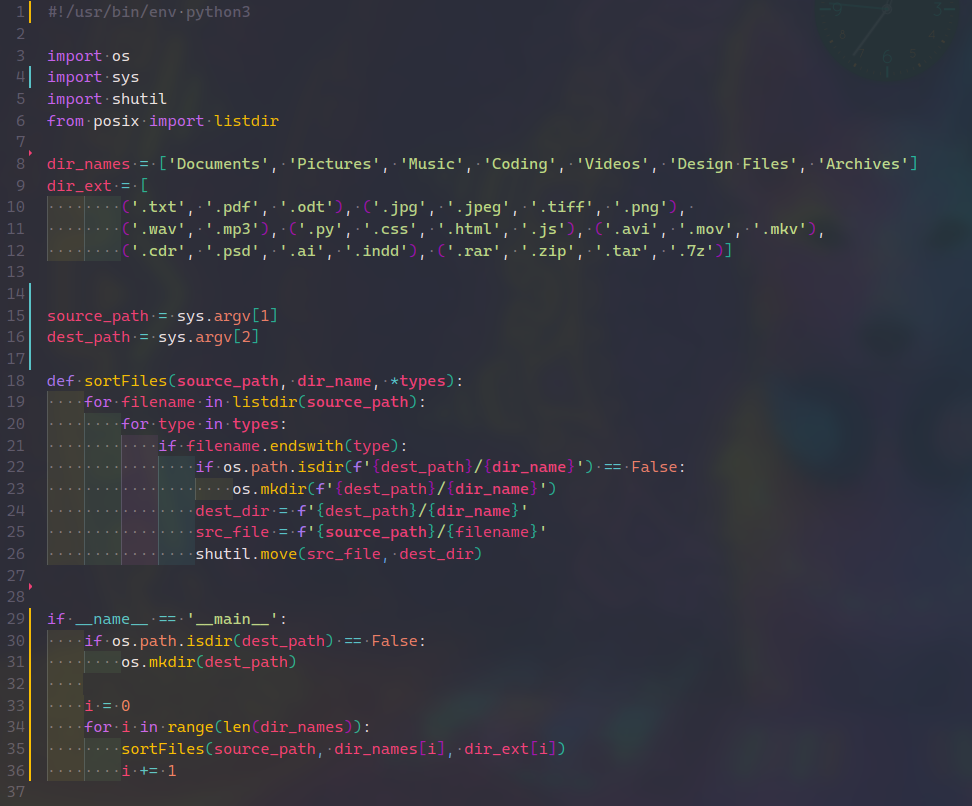 1 #!/usr/bin/env python3
2
3 import os
4 import sys
5 import shutil
6 from posix import listdir
7
8 dir_names = ['Documents', 'Pictures', 'Music', 'Coding', 'Videos', 'Design Files', 'Archives']
9 dir_ext = [
10         ('.txt', '.pdf', '.odt'), ('.jpg', '.jpeg', '.tiff', '.png'),
11         ('.wav', '.mp3'), ('.py', '.css', '.html', '.js'), ('.avi', '.mov', '.mkv'),
12         ('.cdr', '.psd', '.ai', '.indd'), ('.rar', '.zip', '.tar', '.7z')]
13
14
15 source_path = sys.argv[1]
16 dest_path = sys.argv[2]
17
18 def sortFiles(source_path, dir_name, *types):
19     for filename in listdir(source_path):
20         for type in types:
21             if filename.endswith(type):
22                 if os.path.isdir(f'{dest_path}/{dir_name}') == False:
23                     os.mkdir(f'{dest_path}/{dir_name}')
24                 dest_dir = f'{dest_path}/{dir_name}'
25                 src_file = f'{source_path}/{filename}'
26                 shutil.move(src_file, dest_dir)
27
28
29 if __name__ == '__main__':
30     if os.path.isdir(dest_path) == False:
31         os.mkdir(dest_path)
32
33     i = 0
34     for i in range(len(dir_names)):
35         sortFiles(source_path, dir_names[i], dir_ext[i])
36         i += 1
37